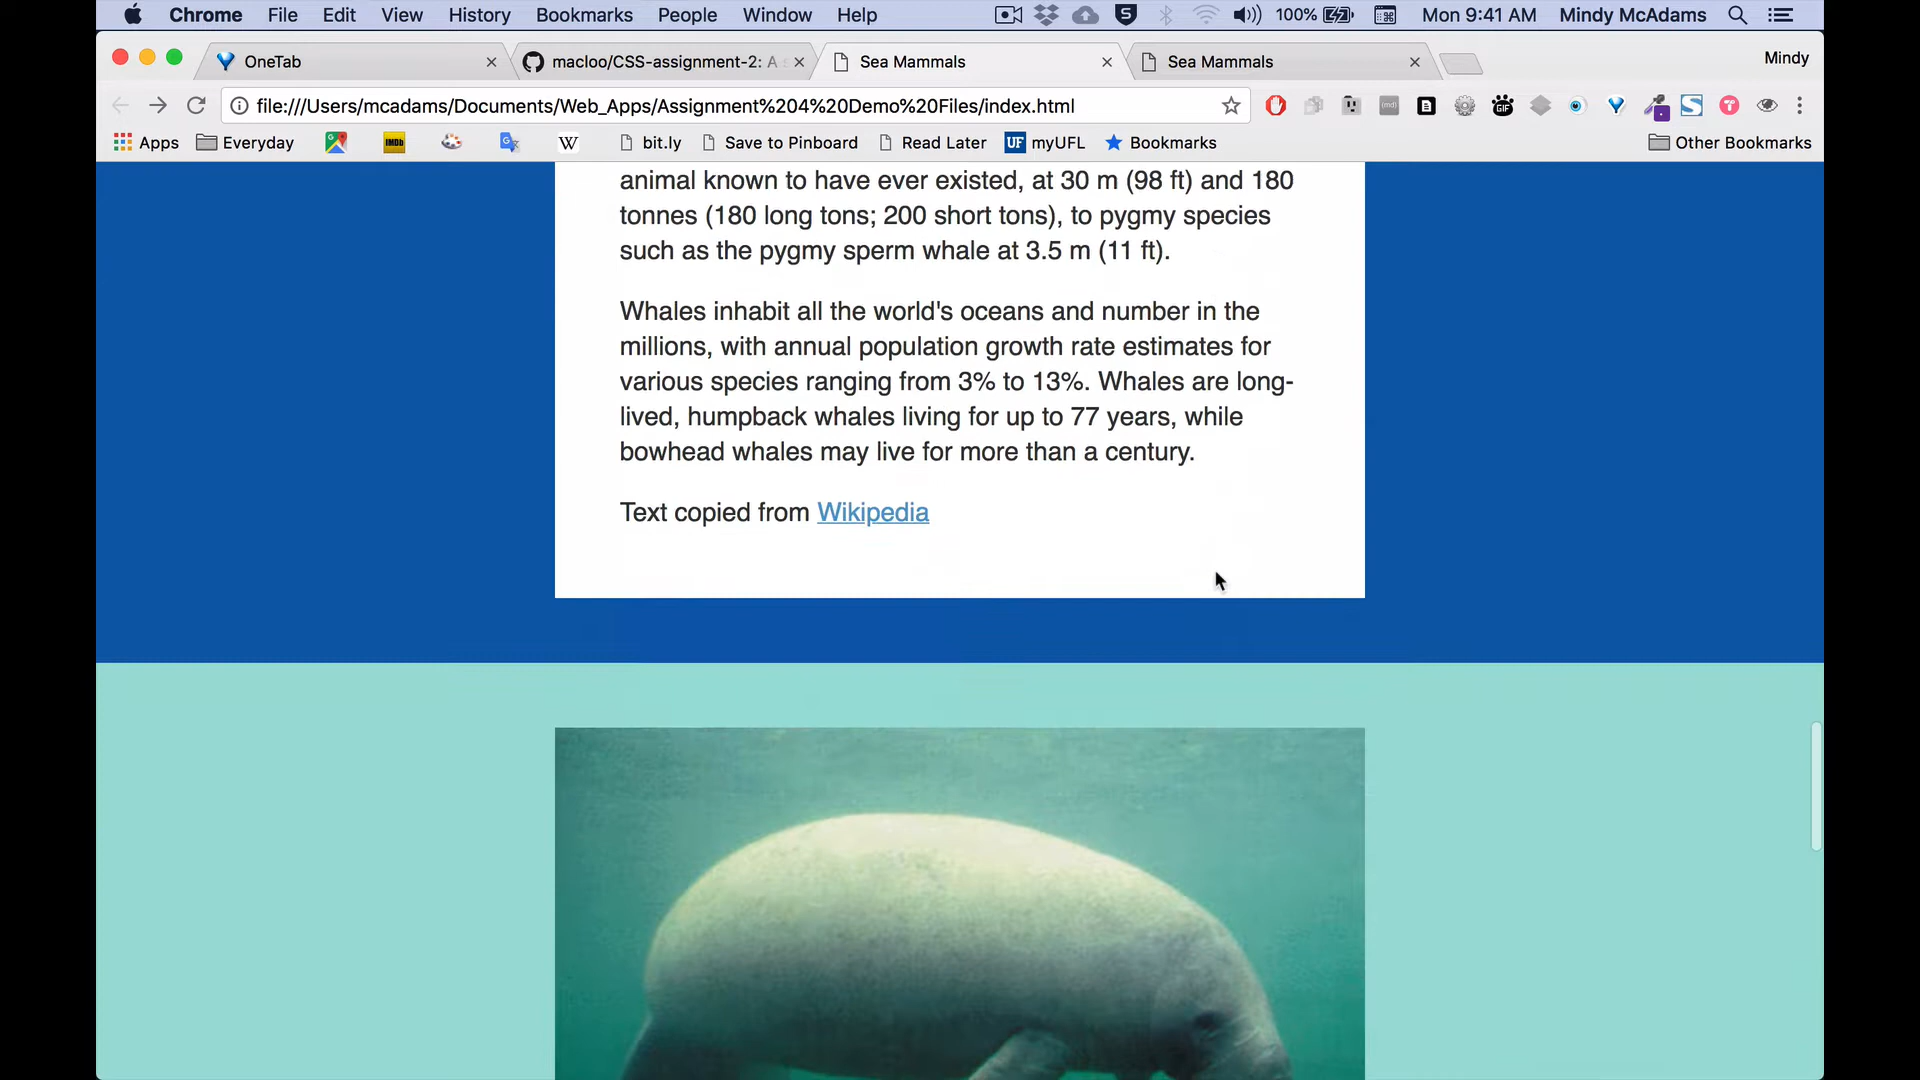 Chrome File Edit View History Bookmarks People Window Help 100% Mon 9:41 AM Mindy McAdams
OneTab macloo/CSS-assignment-2: A s Sea Mammals Sea Mammals Mindy
file:///Users/mcadams/Documents/Web_Apps/Assignment%204%20Demo%20Files/index.html
Apps Everyday IMDb W bit.ly Save to Pinboard Read Later UF myUFL Bookmarks Other Bookmarks
animal known to have ever existed, at 30 m (98 ft) and 180
tonnes (180 long tons; 200 short tons), to pygmy species
such as the pygmy sperm whale at 3.5 m (11 ft).
Whales inhabit all the world's oceans and number in the
millions, with annual population growth rate estimates for
various species ranging from 3% to 13%. Whales are long-
lived, humpback whales living for up to 77 years, while
bowhead whales may live for more than a century.
Text copied from Wikipedia